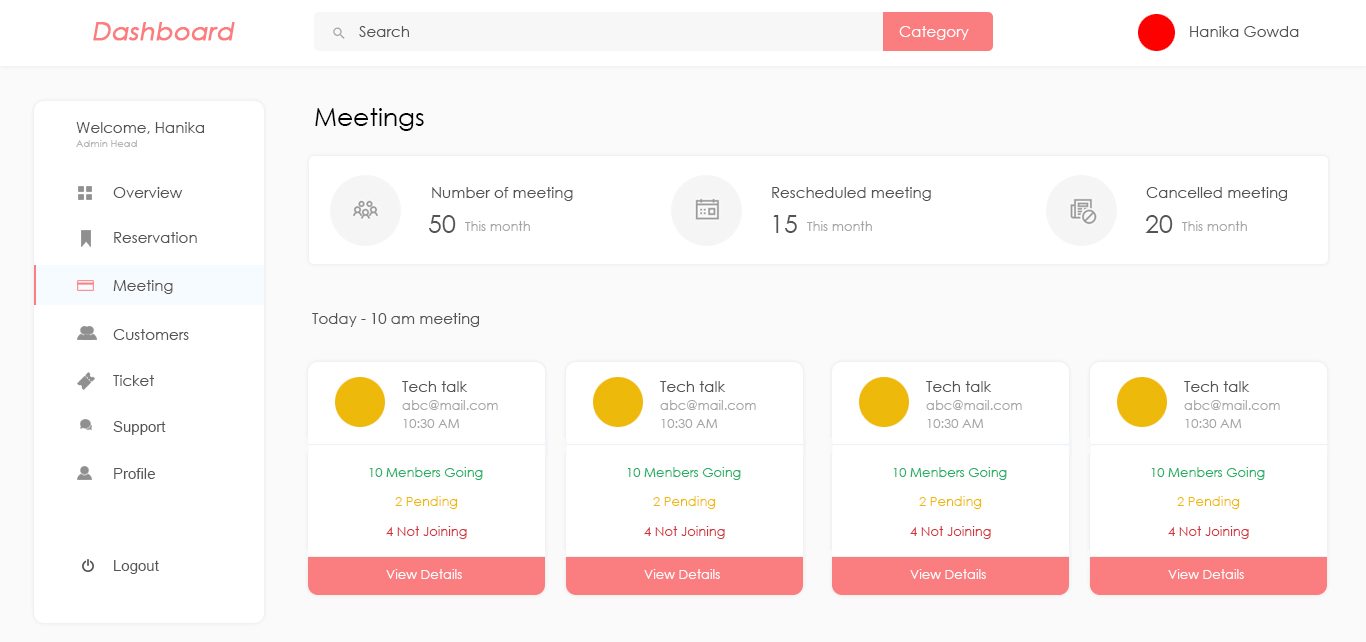 Dashboard
Search
Category
Hanika Gowda
Welcome, Hanika
Admin Head
Overview
Reservation
Meeting
Customers
Ticket
Support
Profile
Logout
Meetings
Number of meeting
50 This month
Rescheduled meeting
15 This month
Cancelled meeting
20 This month
Today - 10 am meeting
Tech talk
abc@mail.com
10:30 AM
10 Menbers Going
2 Pending
4 Not Joining
View Details
Tech talk
abc@mail.com
10:30 AM
10 Menbers Going
2 Pending
4 Not Joining
View Details
Tech talk
abc@mail.com
10:30 AM
10 Menbers Going
2 Pending
4 Not Joining
View Details
Tech talk
abc@mail.com
10:30 AM
10 Menbers Going
2 Pending
4 Not Joining
View Details